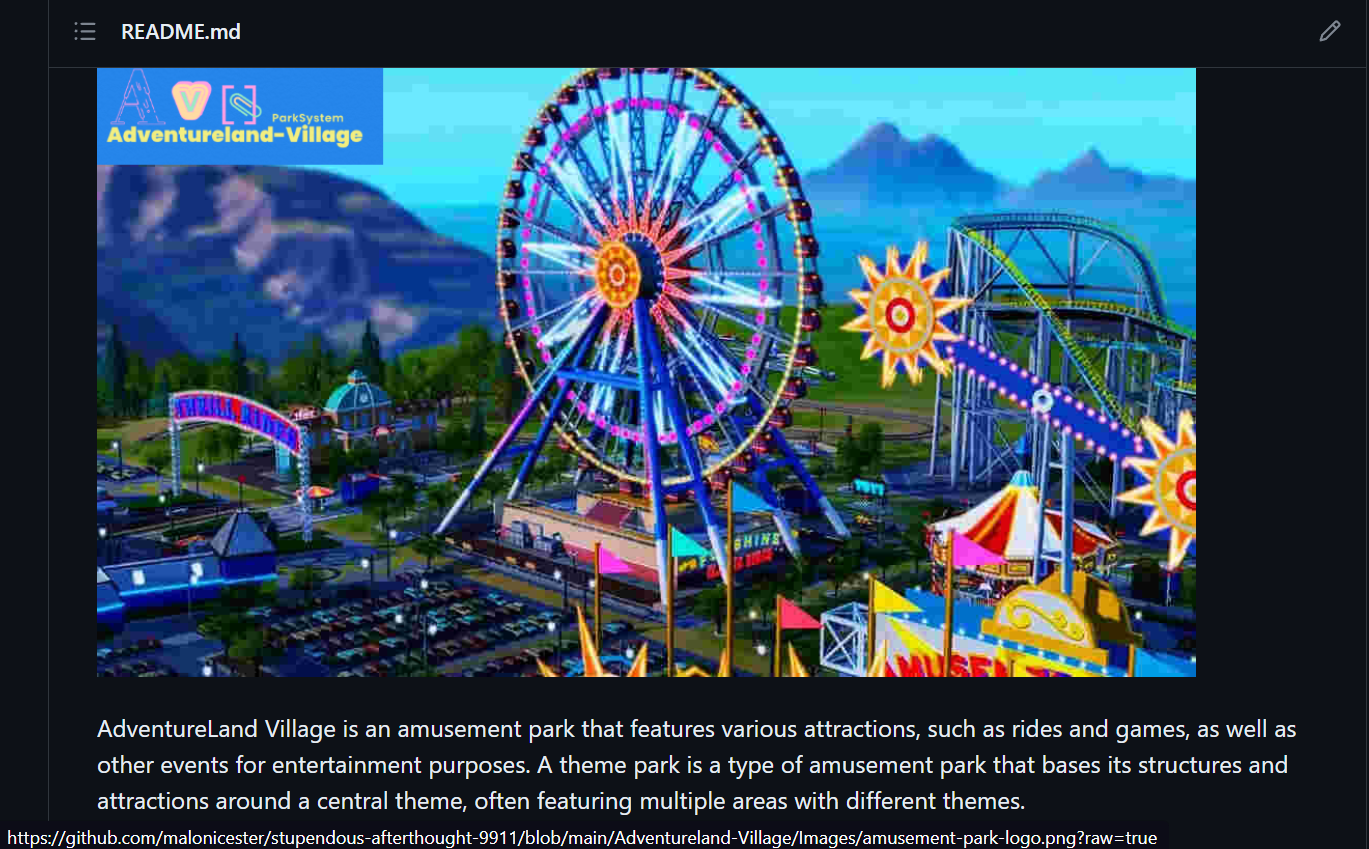 README.md
A V
ParkSystem
Adventureland-Village
AMUSEM
AdventureLand Village is an amusement park that features various attractions, such as rides and games, as well as
other events for entertainment purposes. A theme park is a type of amusement park that bases its structures and
attractions around a central theme, often featuring multiple areas with different themes.
https://github.com/malonicester/stupendous-afterthought-9911/blob/main/Adventureland-Village/Images/amusement-park-logo.png?raw=true